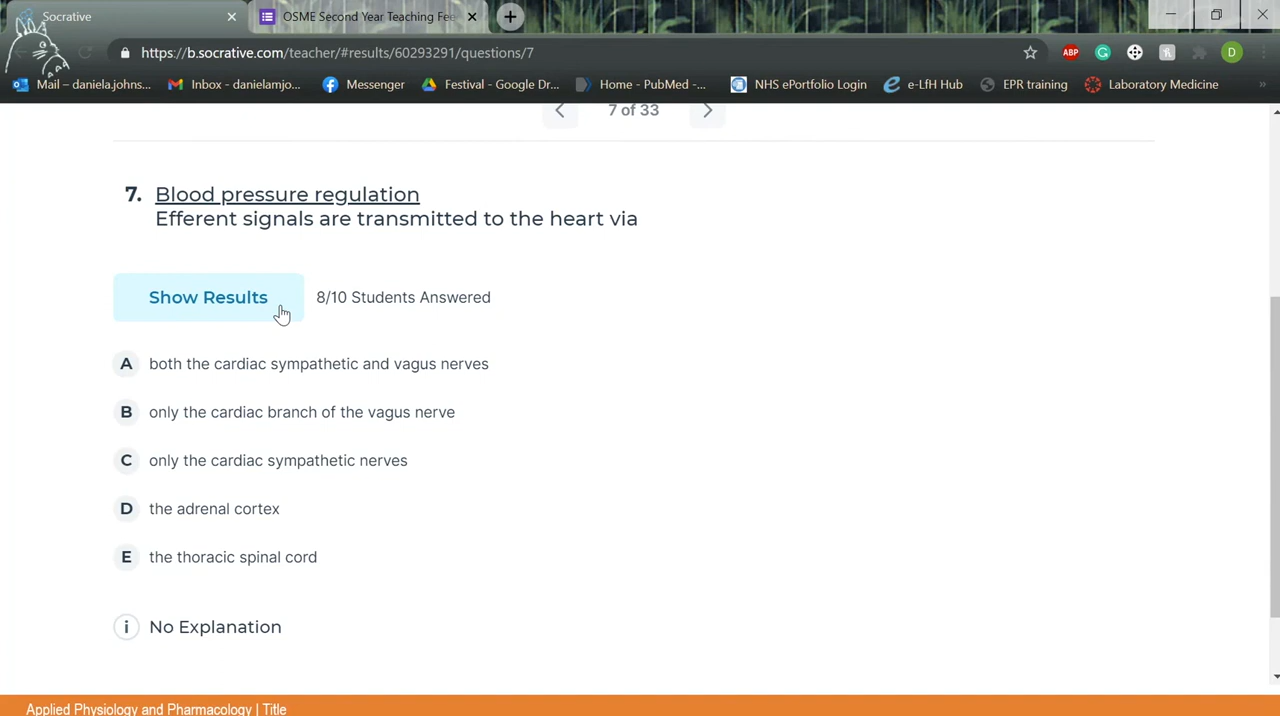 Socrative
OSME Second Year Teaching Fee
https://b.socrative.com/teacher/#results/60293291/questions/7
ABP
D
Mail – daniela.johns...
Inbox - danielamjo...
Messenger
Festival - Google Dr...
Home - PubMed -...
NHS ePortfolio Login
e-LfH Hub
EPR training
Laboratory Medicine
7 of 33
7. Blood pressure regulation
Efferent signals are transmitted to the heart via
Show Results
8/10 Students Answered
A both the cardiac sympathetic and vagus nerves
B only the cardiac branch of the vagus nerve
C only the cardiac sympathetic nerves
D the adrenal cortex
E the thoracic spinal cord
i No Explanation
Applied Physiology and Pharmacology | Title